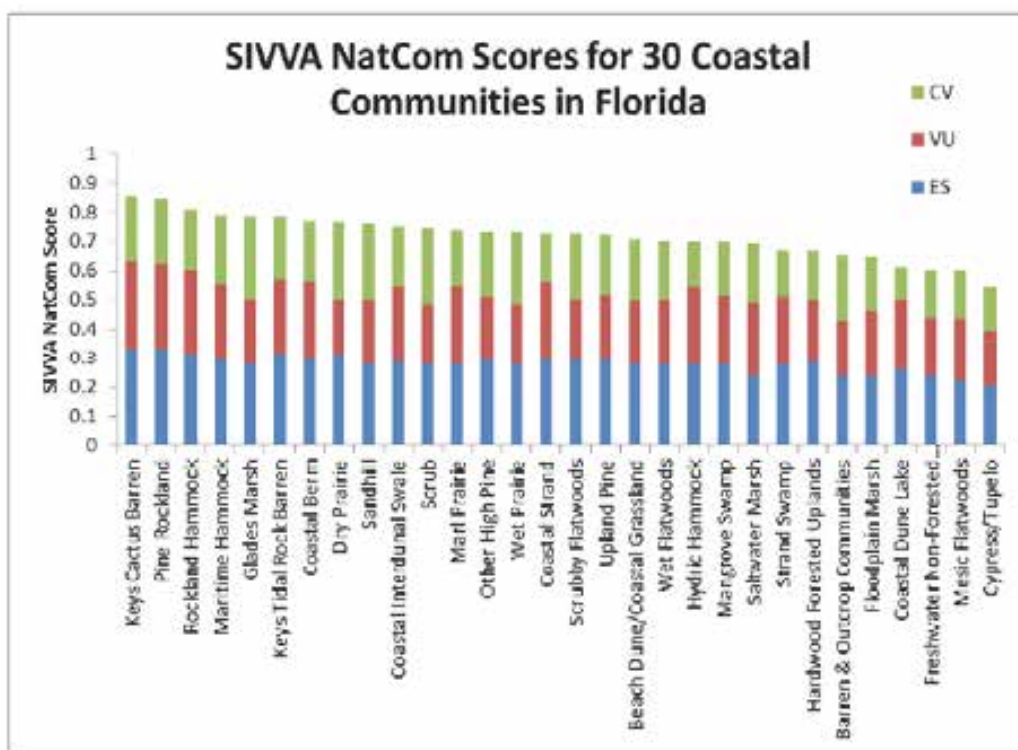 SIVVA NatCom Scores for 30 Coastal
Communities in Florida
CV
VU
ES
SIVVA NatCom Score
1
0.9
0.8
0.7
0.6
0.5
0.4
0.3
0.2
0.1
0
Keys Cactus Barren
Pine Rockland
Rockland Hammock
Maritime Hammock
Glades Marsh
Keys Tidal Rock Barren
Coastal Berm
Dry Prairie
Sandhill
Coastal Interdunal Swale
Scrub
Marl Prairie
Other High Pine
Wet Prairie
Coastal Strand
Scrubby Flatwoods
Upland Pine
Beach Dune/Coastal Grassland
Wet Flatwoods
Hydric Hammock
Mangrove Swamp
Saltwater Marsh
Strand Swamp
Hardwood Forested Uplands
Barren & Outcrop Communities
Floodplain Marsh
Coastal Dune Lake
Freshwater Non-Forested...
Mesic Flatwoods
Cypress/Tupelo